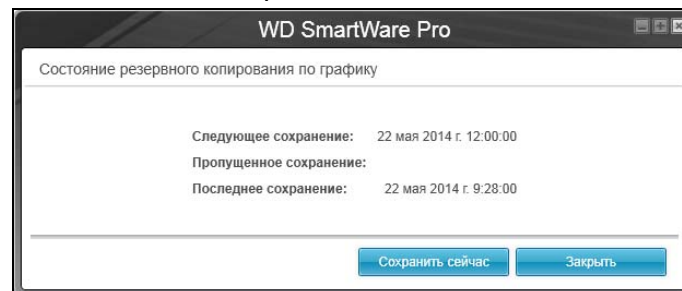 WD SmartWare Pro
Состояние резервного копирования по графику
Следующее сохранение: 22 мая 2014 г. 12:00:00
Пропущенное сохранение:
Последнее сохранение: 22 мая 2014 г. 9:28:00
Сохранить сейчас Закрыть